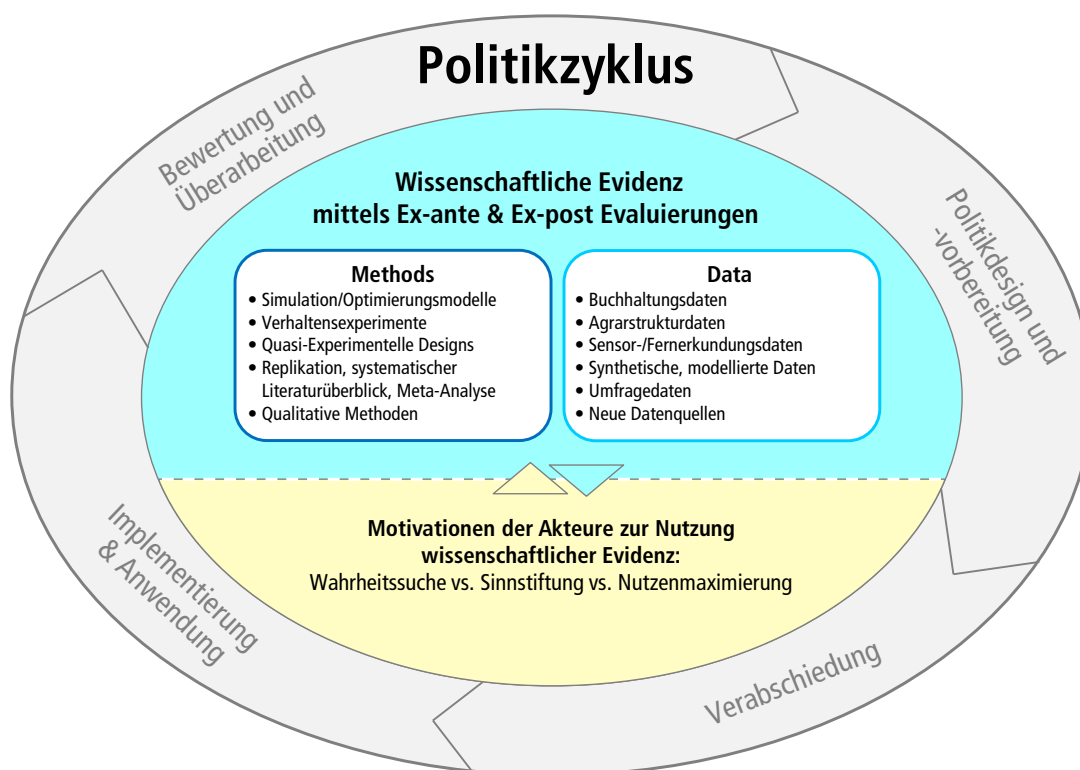 Politikzyklus
Bewertung und
Überarbeitung
Politikdesign und
-vorbereitung
Wissenschaftliche Evidenz
mittels Ex-ante & Ex-post Evaluierungen
Methods
• Simulation/Optimierungsmodelle
• Verhaltensexperimente
• Quasi-Experimentelle Designs
• Replikation, systematischer
Literaturüberblick, Meta-Analyse
• Qualitative Methoden
Data
• Buchhaltungsdaten
• Agrarstrukturdaten
• Sensor-/Fernerkundungsdaten
• Synthetische, modellierte Daten
• Umfragedaten
• Neue Datenquellen
Motivationen der Akteure zur Nutzung
wissenschaftlicher Evidenz:
Wahrheitssuche vs. Sinnstiftung vs. Nutzenmaximierung
Implementierung
& Anwendung
Verabschiedung